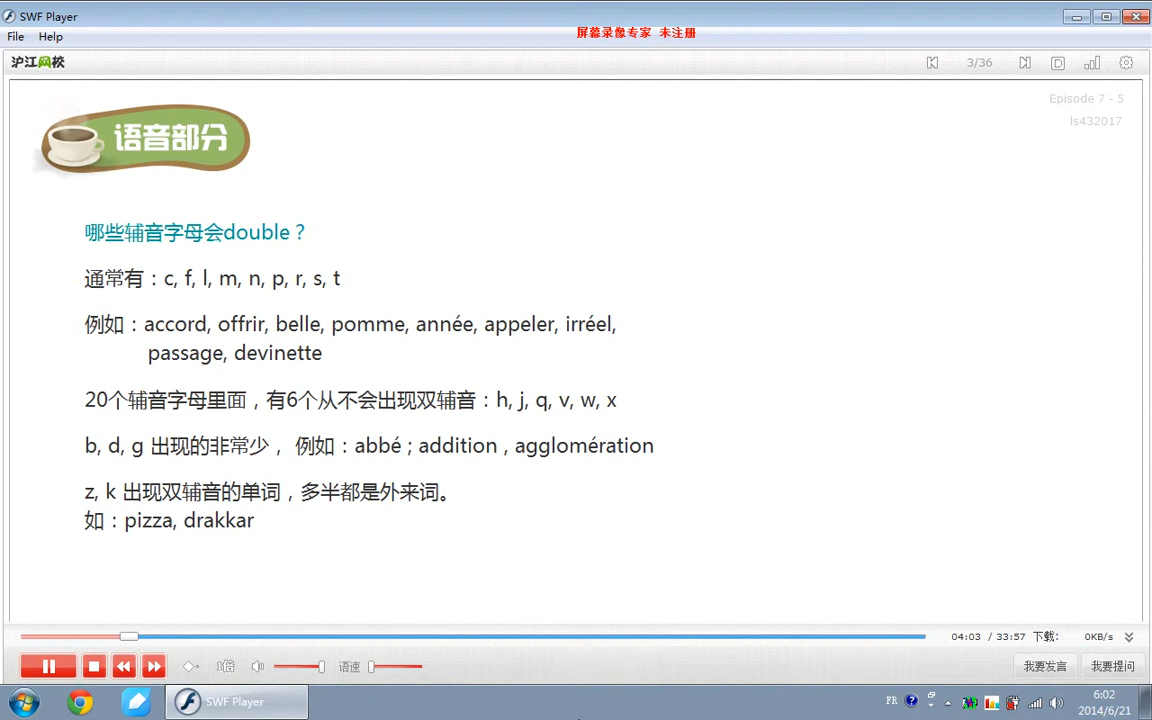 SWF Player
File Help
屏幕录像专家 未注册
沪江网校
3/36
Episode 7 - 5
ls432017
语音部分
哪些辅音字母会double？
通常有：c, f, l, m, n, p, r, s, t
例如：accord, offrir, belle, pomme, année, appeler, irréel,
passage, devinette
20个辅音字母里面，有6个从不会出现双辅音：h, j, q, v, w, x
b, d, g 出现的非常少， 例如：abbé ; addition , agglomération
z, k 出现双辅音的单词，多半都是外来词。
如：pizza, drakkar
04:03 / 33:57 下载： 0KB/s
1倍 语速 我要发言 我要提问
SWF Player
FR
6:02
2014/6/21